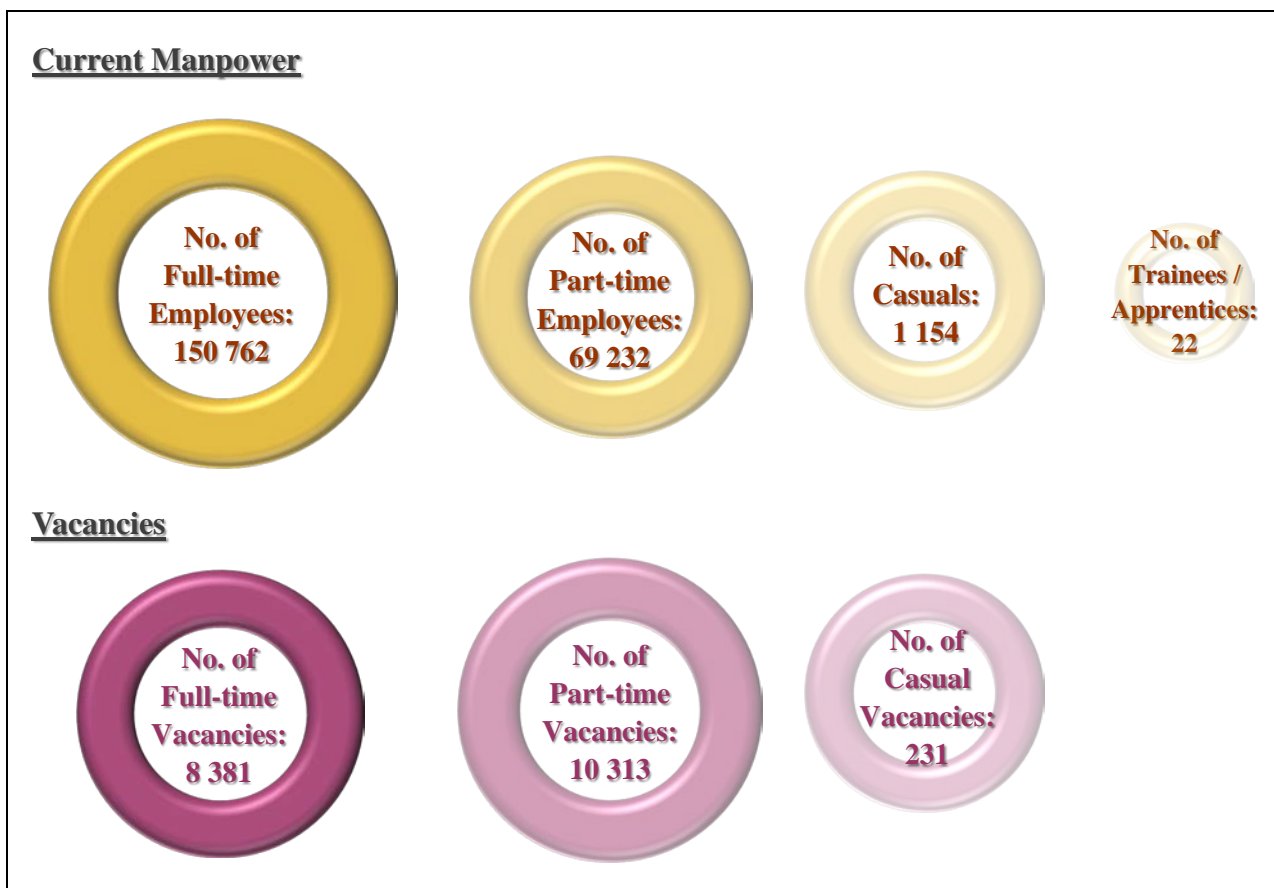 Current Manpower
No. of
Full-time
Employees:
150 762
No. of
Part-time
Employees:
69 232
No. of
Casuals:
1 154
No. of
Trainees /
Apprentices:
22
Vacancies
No. of
Full-time
Vacancies:
8 381
No. of
Part-time
Vacancies:
10 313
No. of
Casual
Vacancies:
231